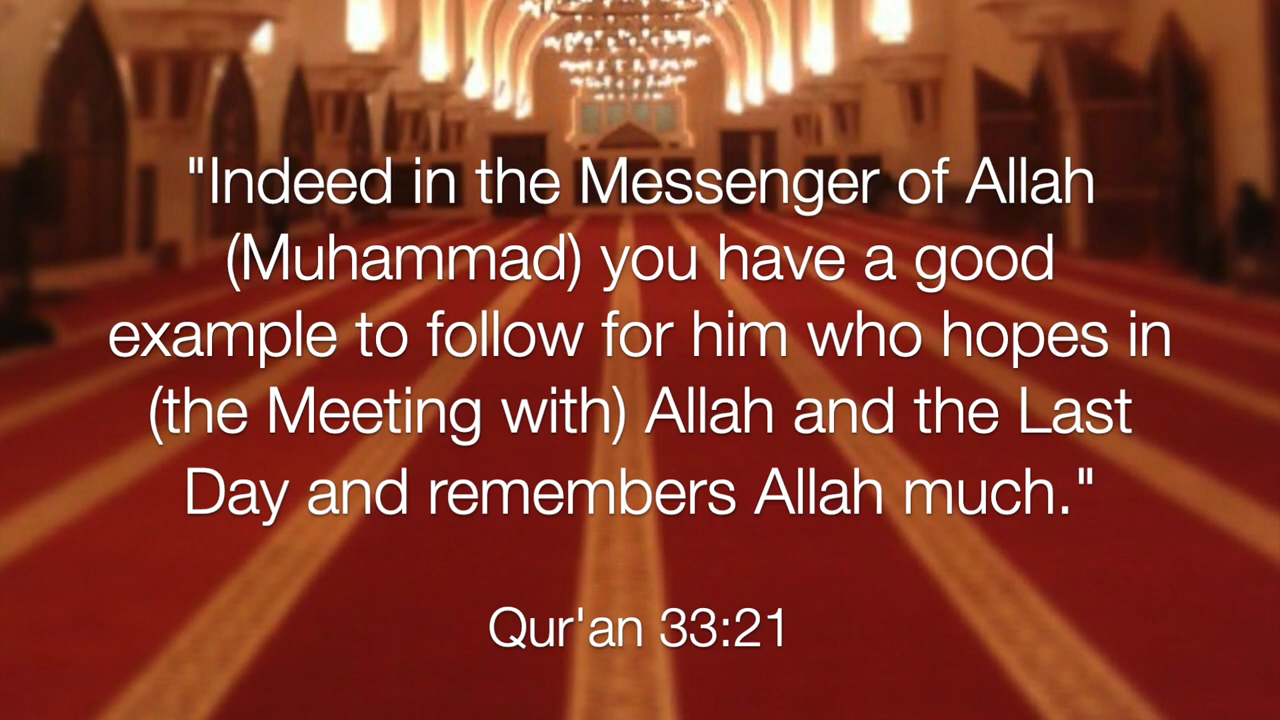 "Indeed in the Messenger of Allah
(Muhammad) you have a good
example to follow for him who hopes in
(the Meeting with) Allah and the Last
Day and remembers Allah much."
Qur'an 33:21